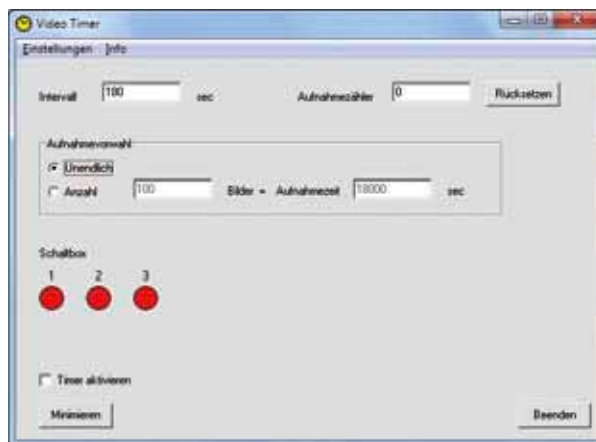 Video Timer
Einstellungen Info
Intervall 180 sec Aufnahmezähler 0 Rücksetzen
Aufnahmevorwahl
Unendlich
Anzahl 100 Bilder = Aufnahmezeit 18000 sec
Schaltbox
1 2 3
Timer aktivieren
Minimieren Beenden